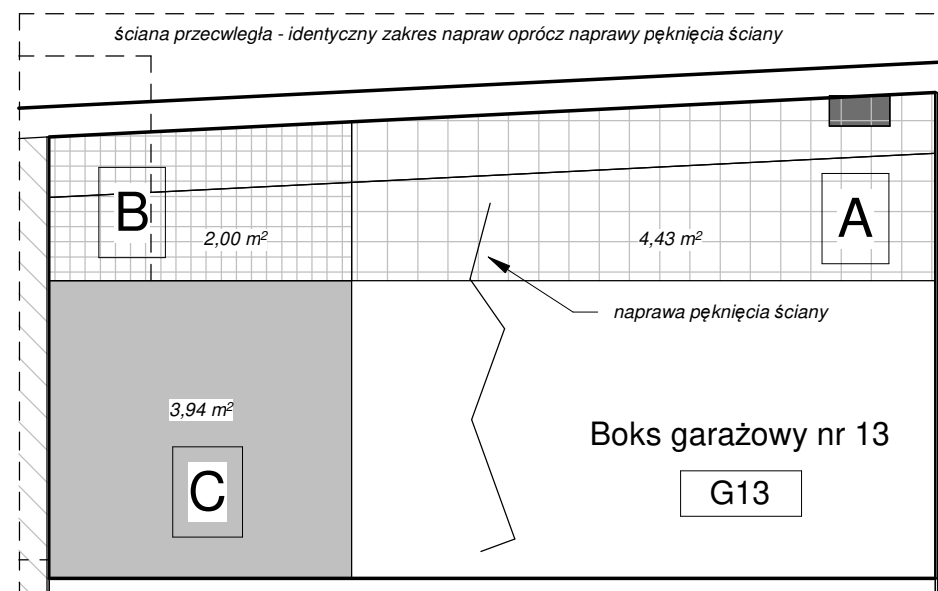 ściana przecwległa - identyczny zakres napraw oprócz naprawy pęknięcia ściany
B
2,00 m²
4,43 m²
A
naprawa pęknięcia ściany
3,94 m²
C
Boks garażowy nr 13
G13